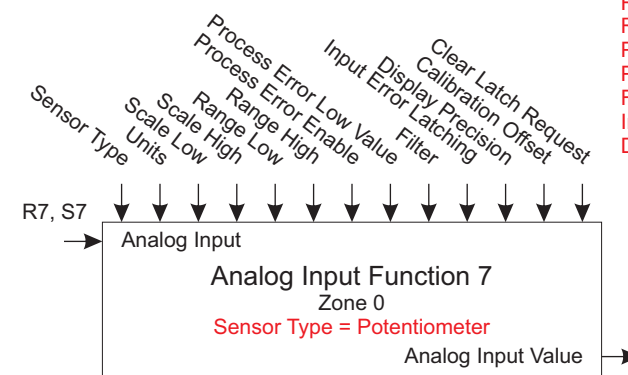 Sensor Type
Units
Scale Low
Scale High
Range Low
Range High
Process Error Enable
Process Error Low Value
Filter
Input Error Latching
Display Precision
Calibration Offset
Clear Latch Request
R7, S7
Analog Input
Analog Input Function 7
Zone 0
Sensor Type = Potentiometer
Analog Input Value